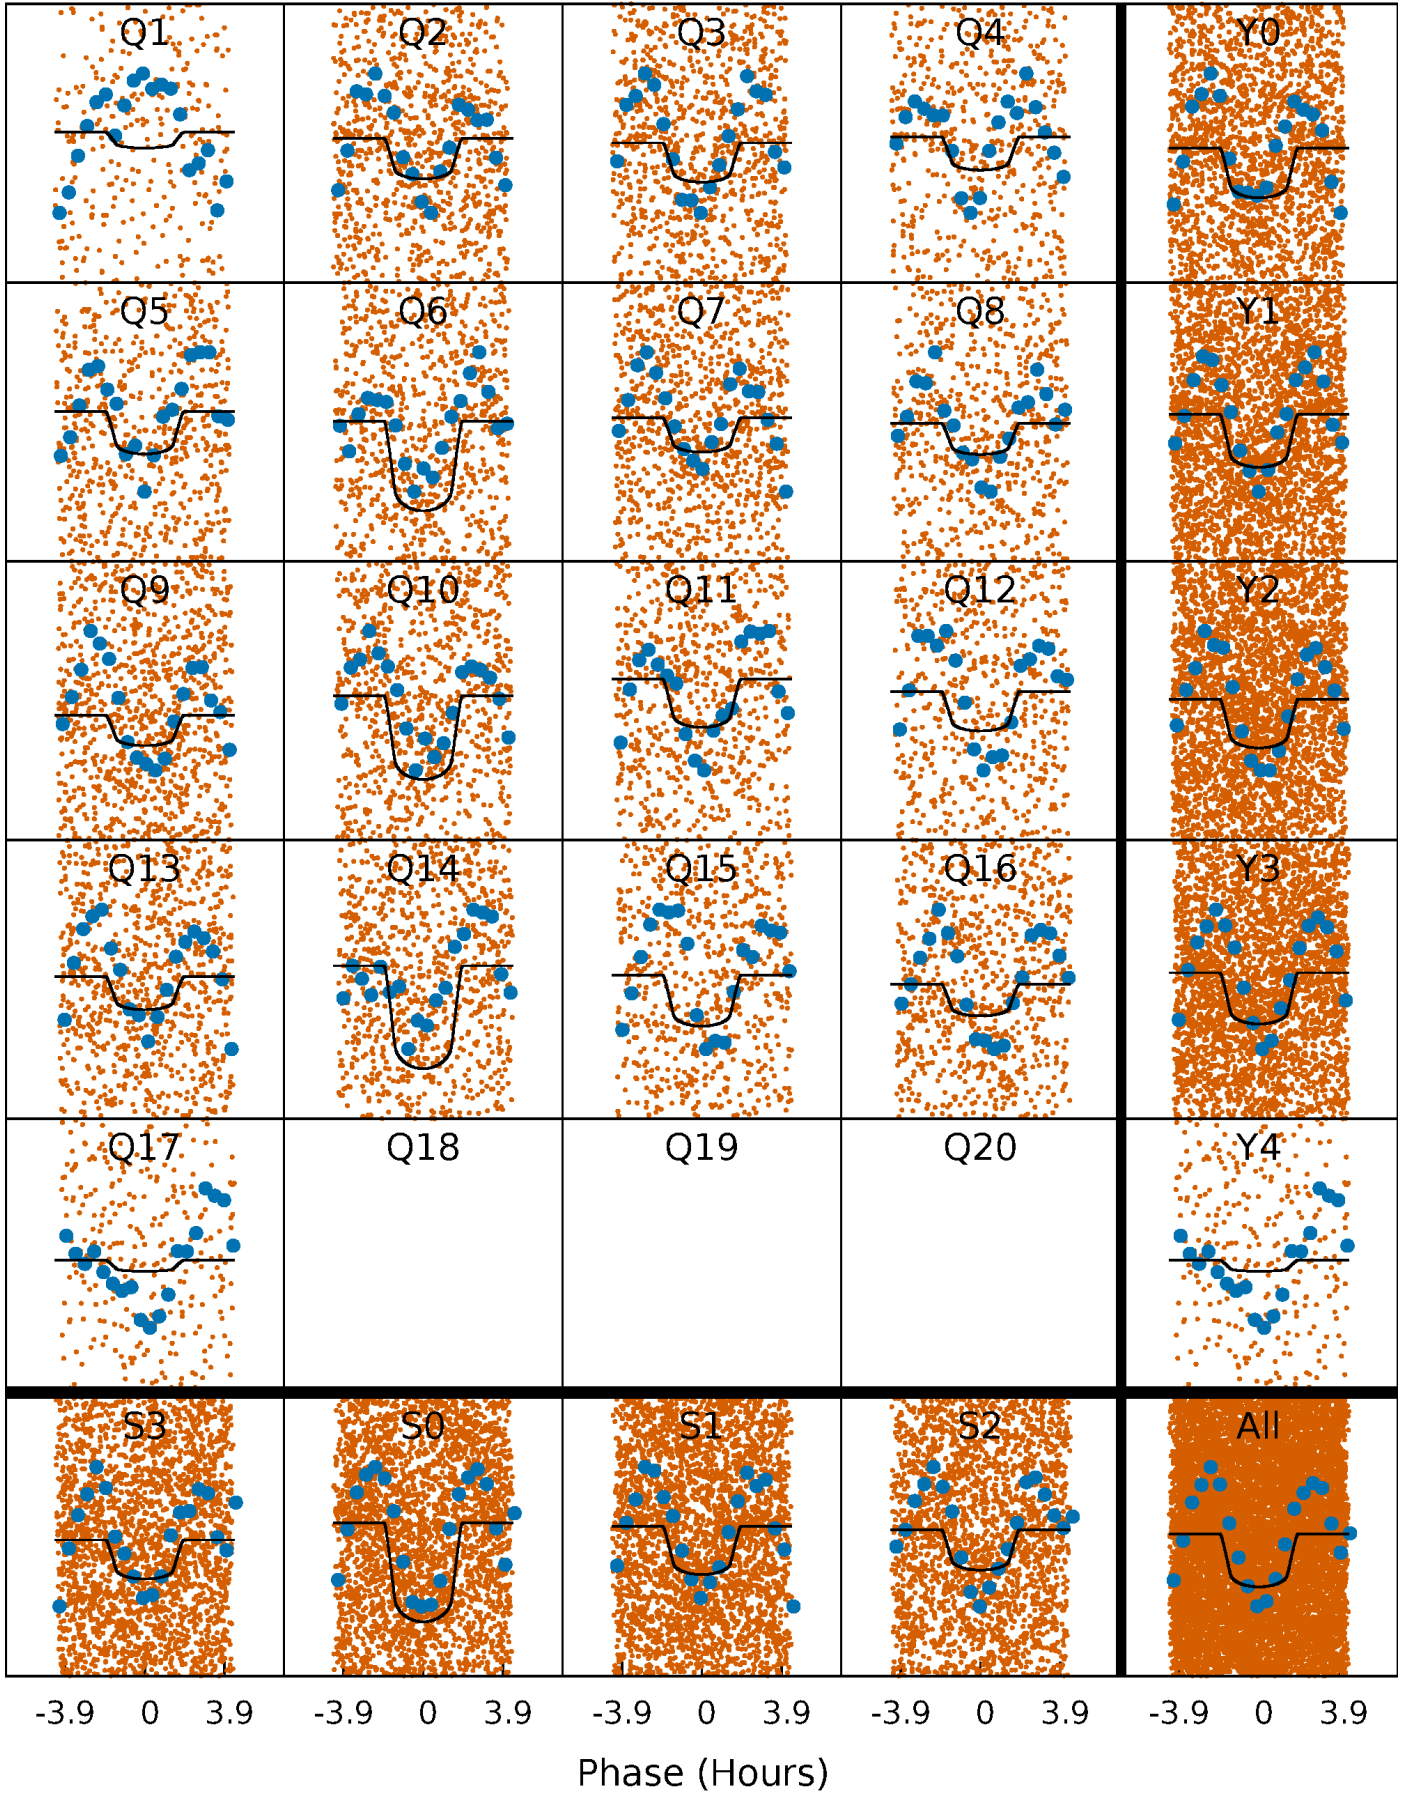 Q1 Q2 Q3 Q4 Y0
Q5 Q6 Q7 Q8 Y1
Q9 Q10 Q11 Q12 Y2
Q13 Q14 Q15 Q16 Y3
Q17 Q18 Q19 Q20 Y4
S3 S0 S1 S2 All
-3.9 0 3.9 -3.9 0 3.9 -3.9 0 3.9 -3.9 0 3.9 -3.9 0 3.9
Phase (Hours)